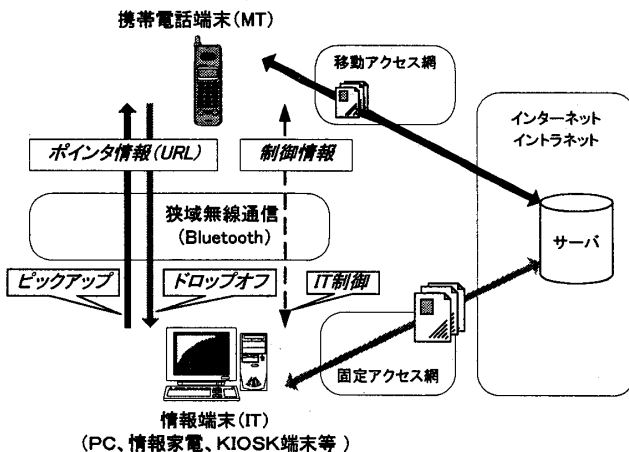 携帯電話端末(MT)
移動アクセス網
インターネット
イントラネット
ポインタ情報(URL)
制御情報
狭域無線通信
(Bluetooth)
サーバ
ピックアップ
ドロップオフ
IT制御
固定アクセス網
情報端末(IT)
(PC、情報家電、KIOSK端末等 )